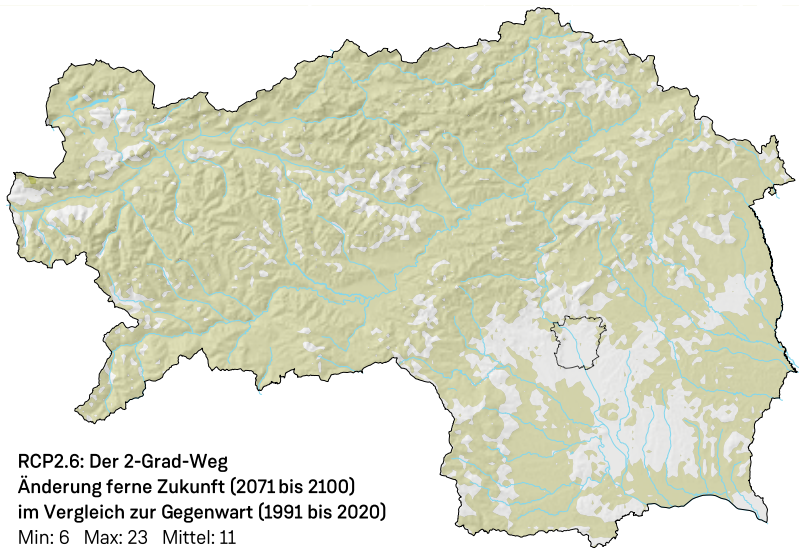 RCP2.6: Der 2-Grad-Weg
Änderung ferne Zukunft (2071 bis 2100)
im Vergleich zur Gegenwart (1991 bis 2020)
Min: 6 Max: 23 Mittel: 11